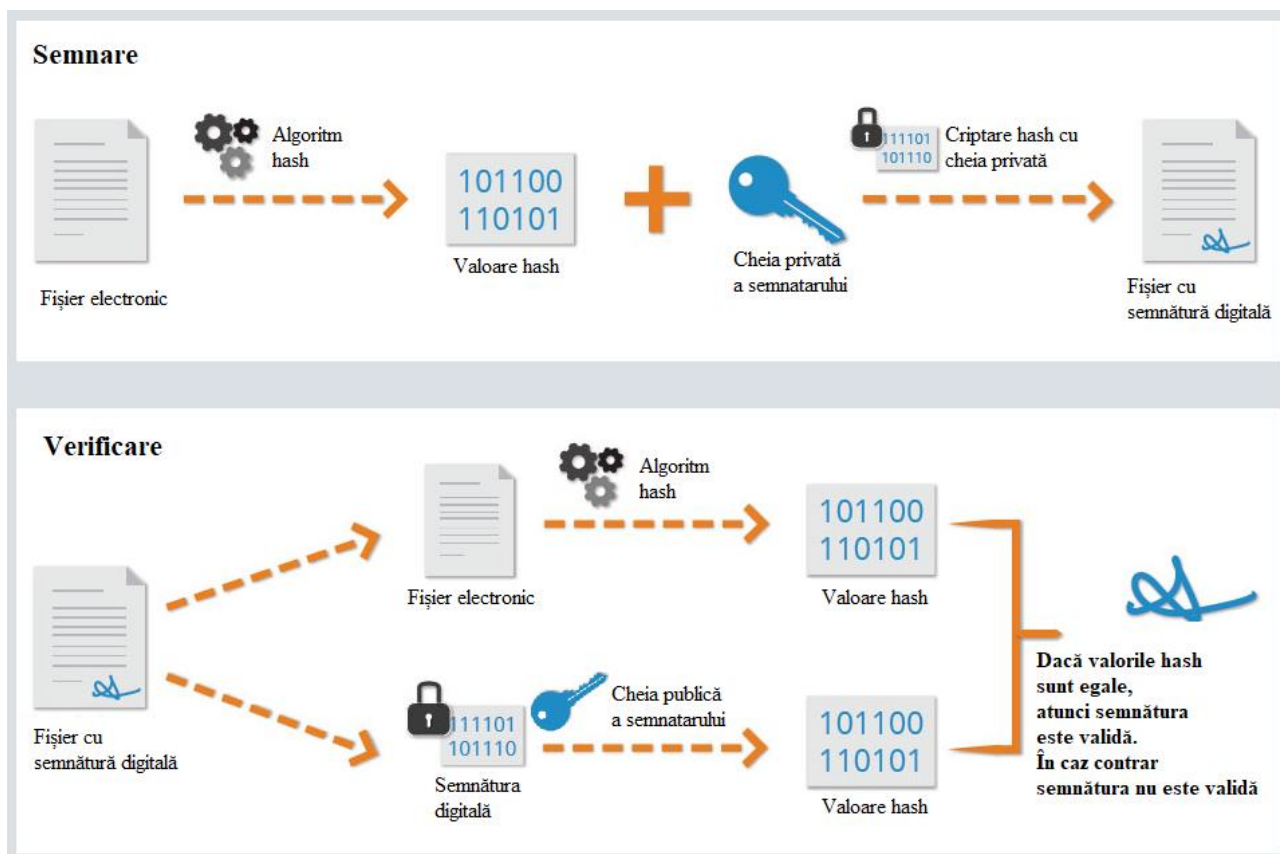 Semnare
Algoritm
hash
101100
110101
111101
101110
Criptare hash cu
cheia privată
Fișier electronic
Valoare hash
Cheia privată
a semnatarului
Fișier cu
semnătură digitală
Verificare
Algoritm
hash
101100
110101
Fișier electronic
Valoare hash
Fișier cu
semnătură digitală
111101
101110
Cheia publică
a semnatarului
101100
110101
Semnătura
digitală
Valoare hash
Dacă valorile hash
sunt egale,
atunci semnătura
este validă.
În caz contrar
semnătura nu este validă